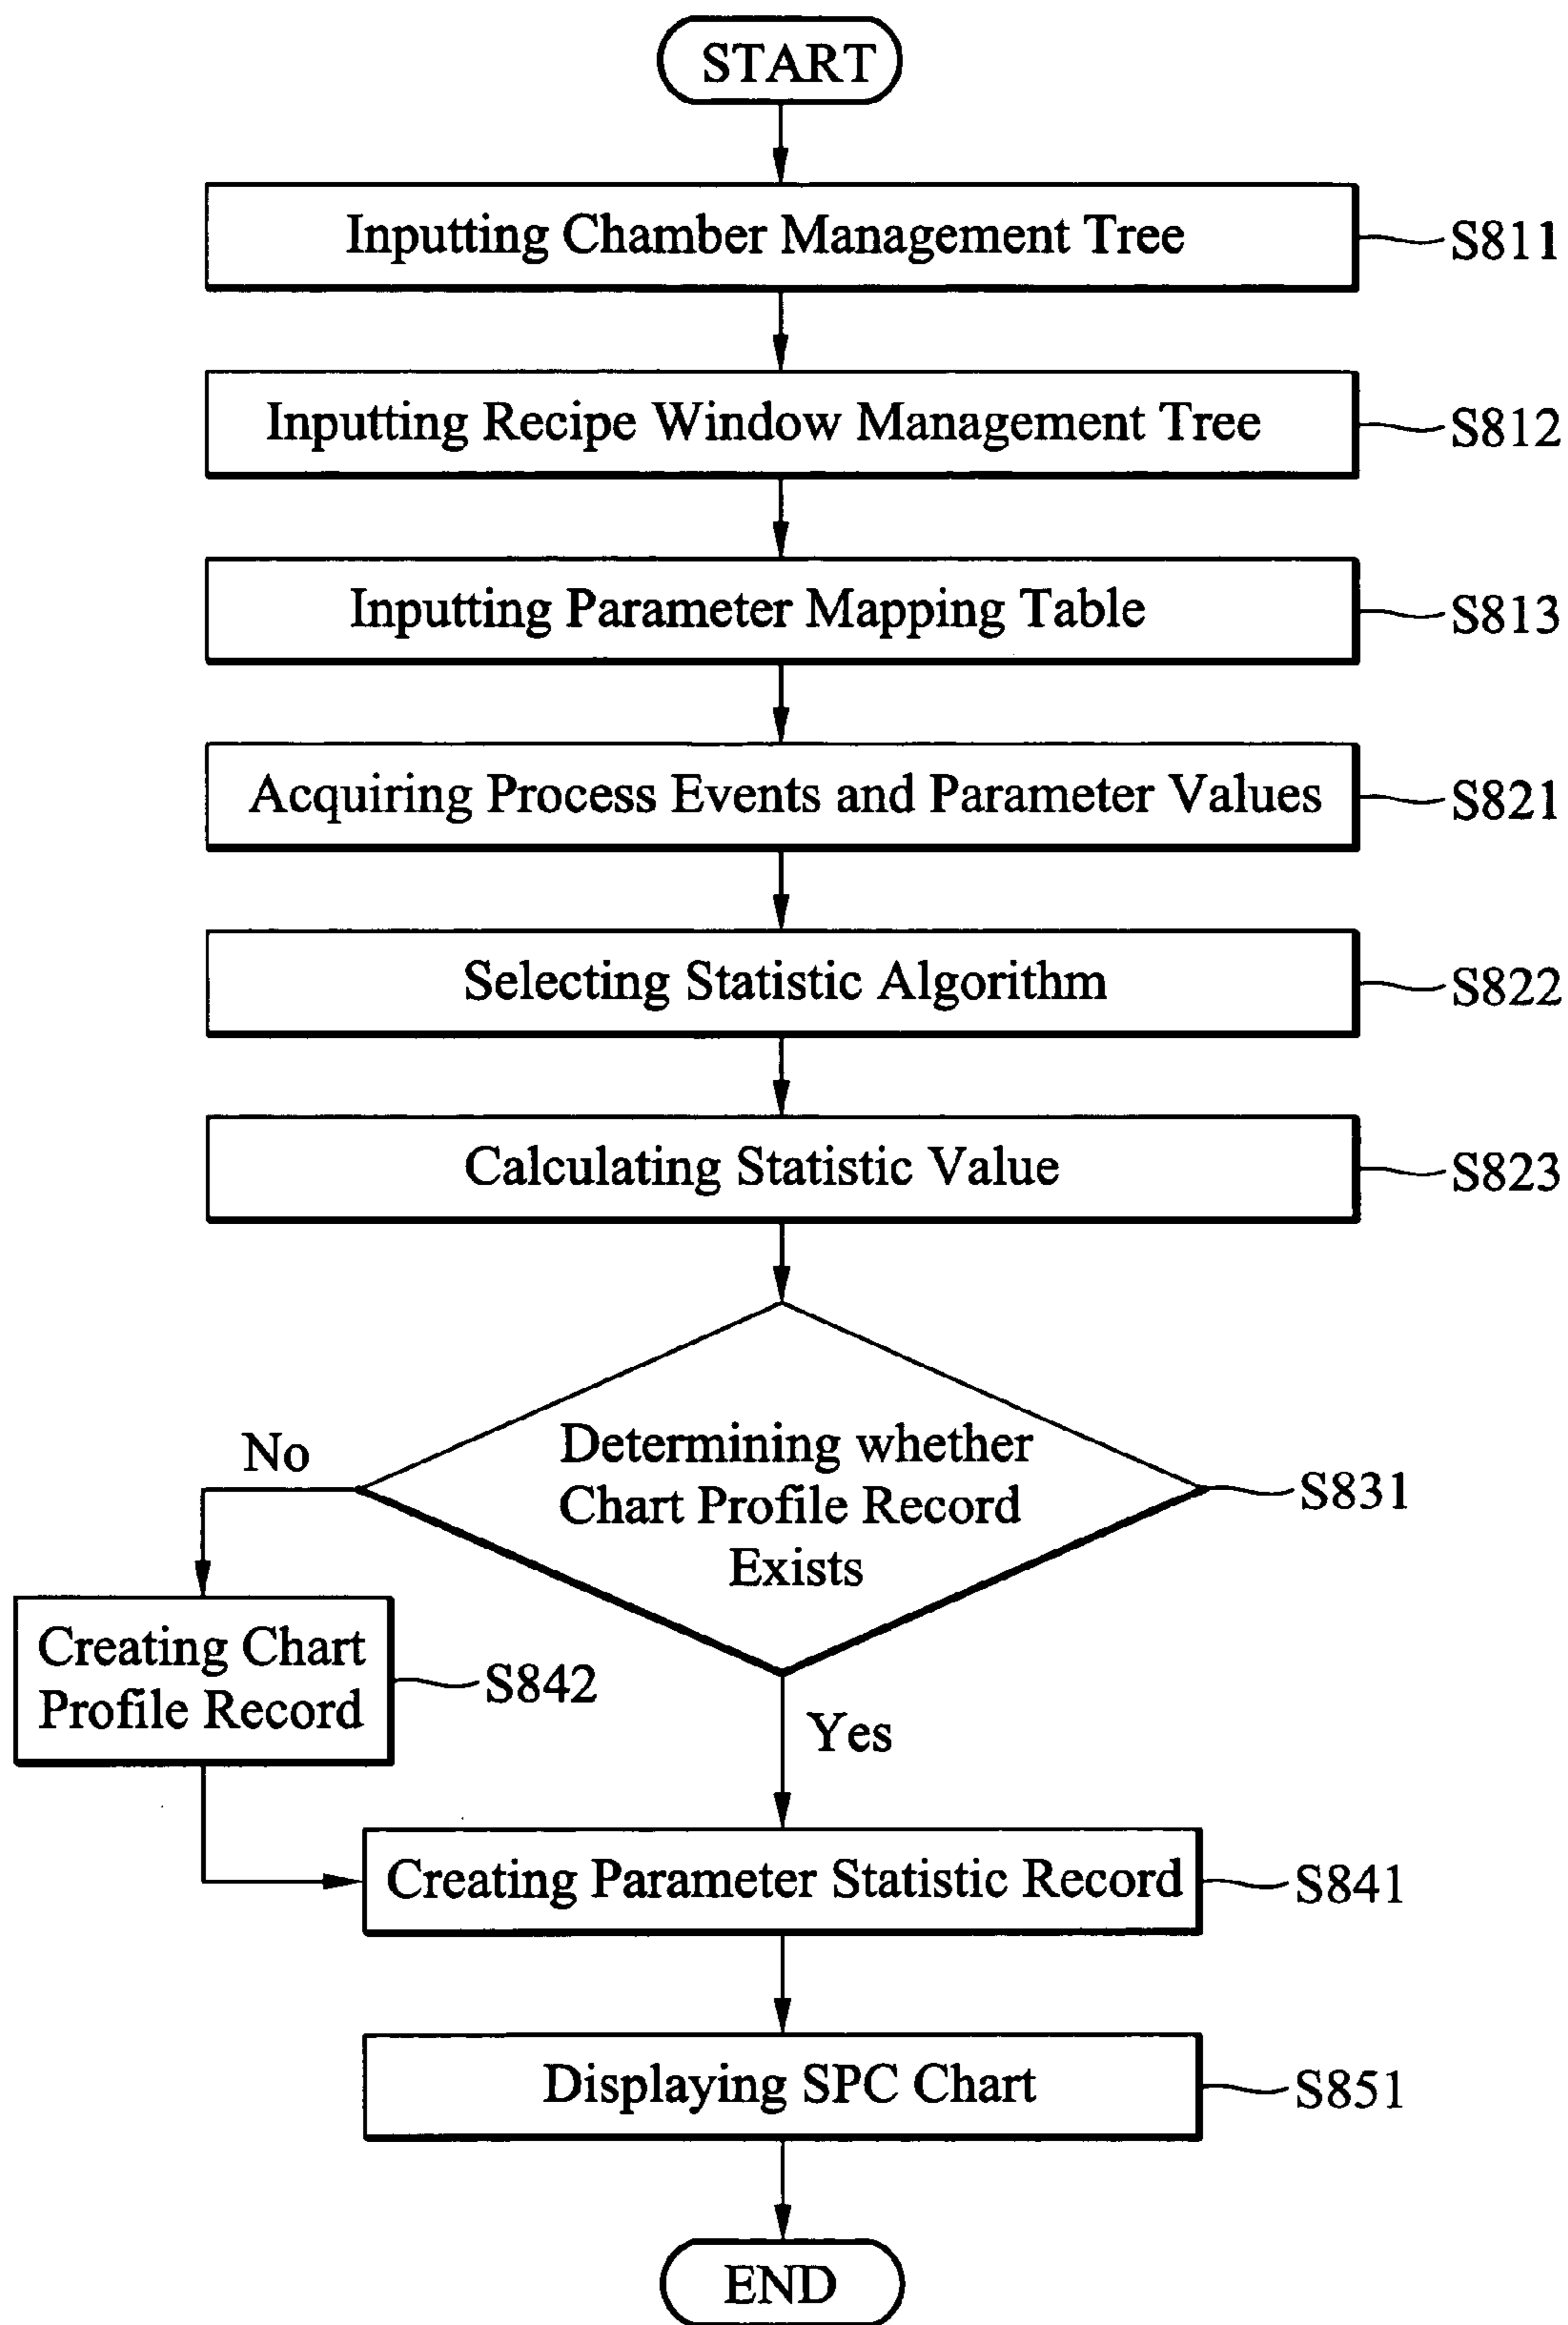 START
Inputting Chamber Management Tree
S811
Inputting Recipe Window Management Tree
S812
Inputting Parameter Mapping Table
S813
Acquiring Process Events and Parameter Values
S821
Selecting Statistic Algorithm
S822
Calculating Statistic Value
S823
Determining whether
Chart Profile Record
Exists
S831
No
Creating Chart
Profile Record
S842
Yes
Creating Parameter Statistic Record
S841
Displaying SPC Chart
S851
END